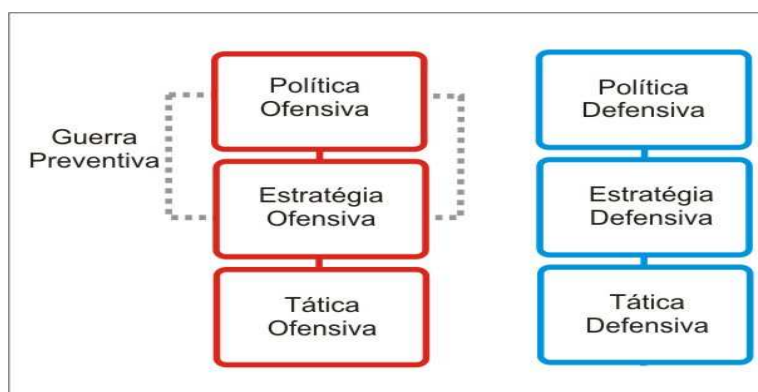 Guerra
Preventiva
Política
Ofensiva
Estratégia
Ofensiva
Tática
Ofensiva
Política
Defensiva
Estratégia
Defensiva
Tática
Defensiva